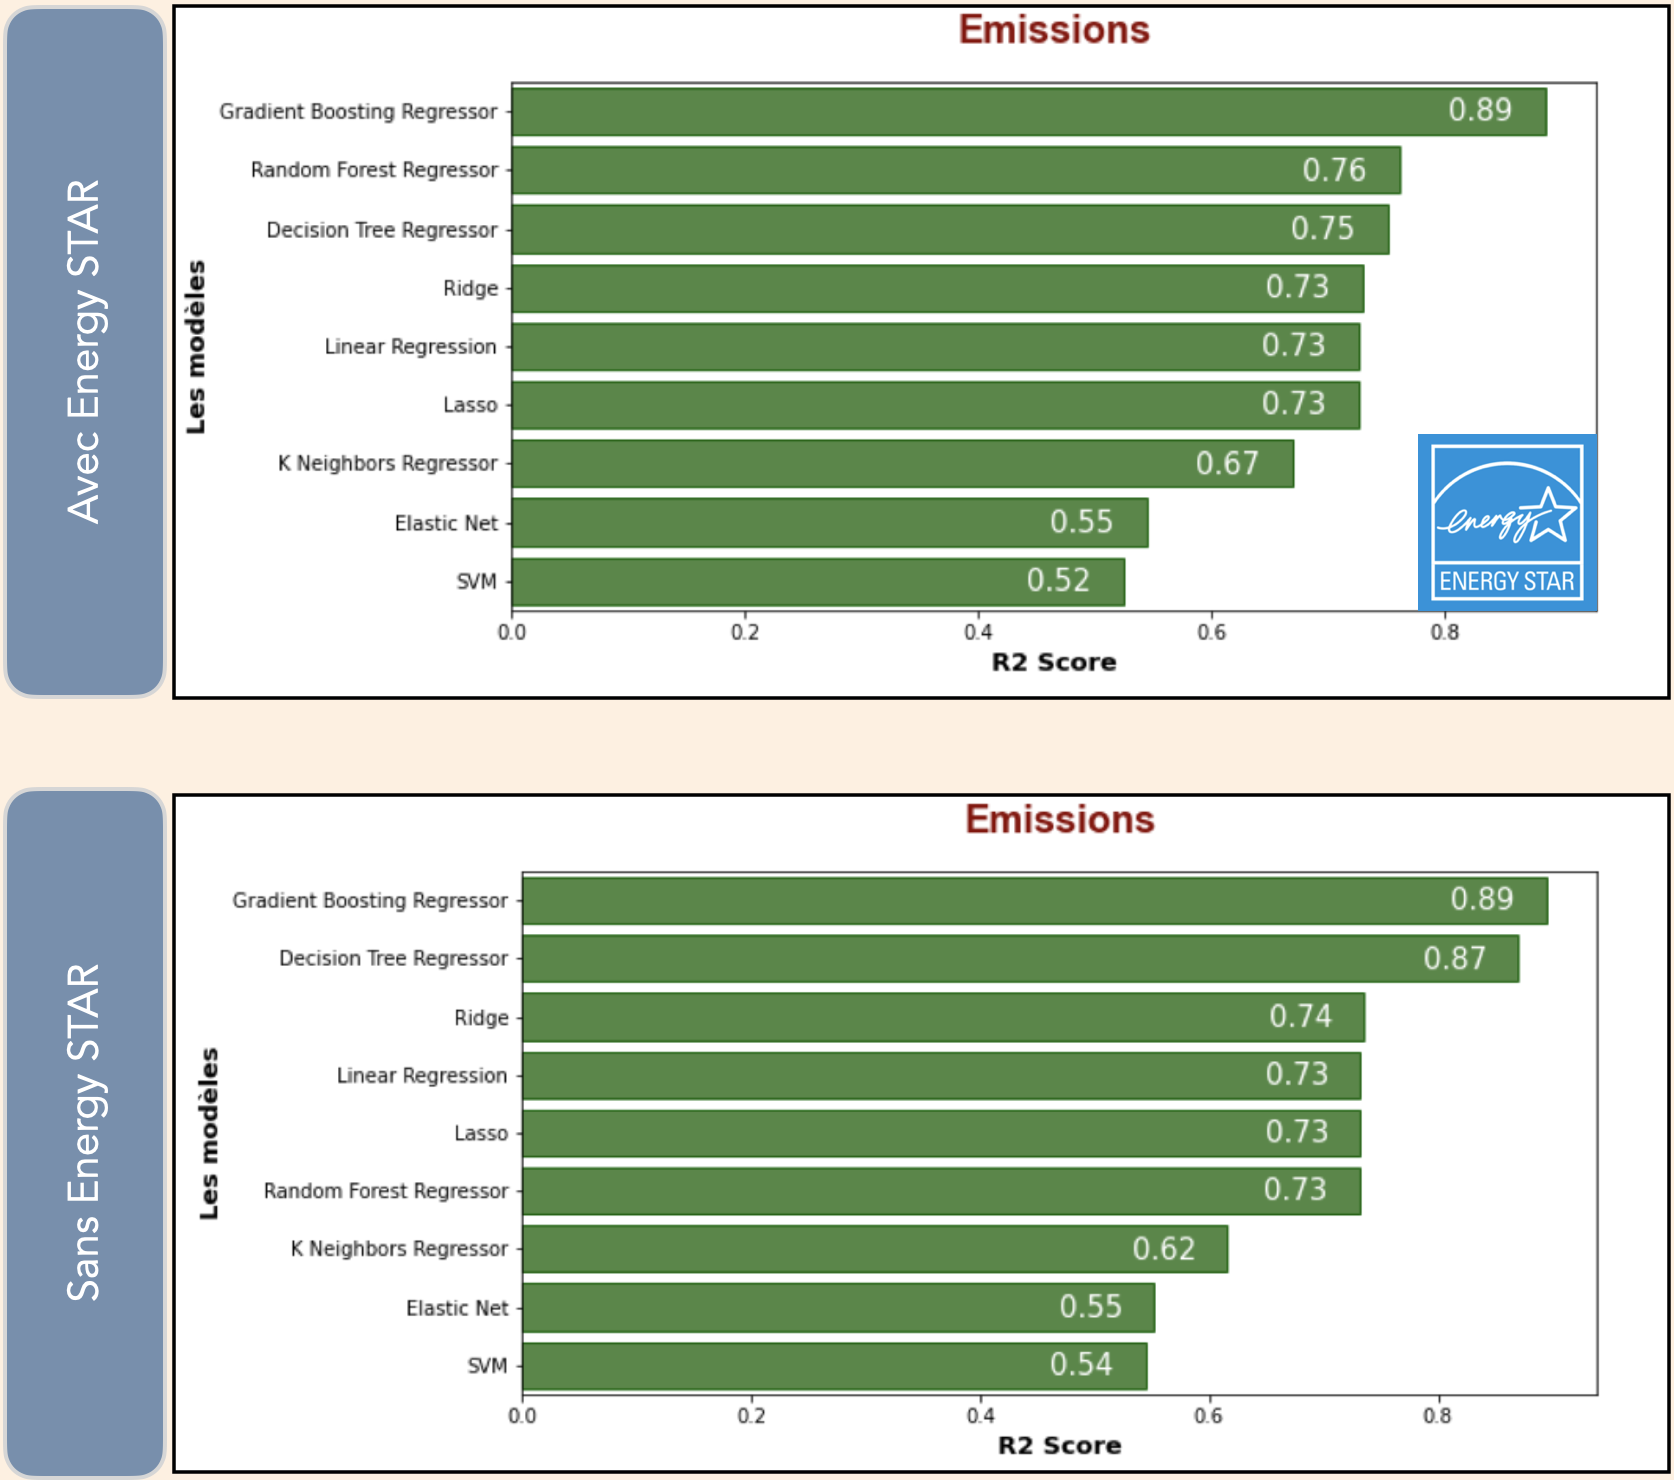 Avec Energy STAR
Emissions
Les modèles
Gradient Boosting Regressor 0.89
Random Forest Regressor 0.76
Decision Tree Regressor 0.75
Ridge 0.73
Linear Regression 0.73
Lasso 0.73
K Neighbors Regressor 0.67
Elastic Net 0.55
SVM 0.52
0.0 0.2 0.4 0.6 0.8
R2 Score
energy
ENERGY STAR
Sans Energy STAR
Emissions
Les modèles
Gradient Boosting Regressor 0.89
Decision Tree Regressor 0.87
Ridge 0.74
Linear Regression 0.73
Lasso 0.73
Random Forest Regressor 0.73
K Neighbors Regressor 0.62
Elastic Net 0.55
SVM 0.54
0.0 0.2 0.4 0.6 0.8
R2 Score